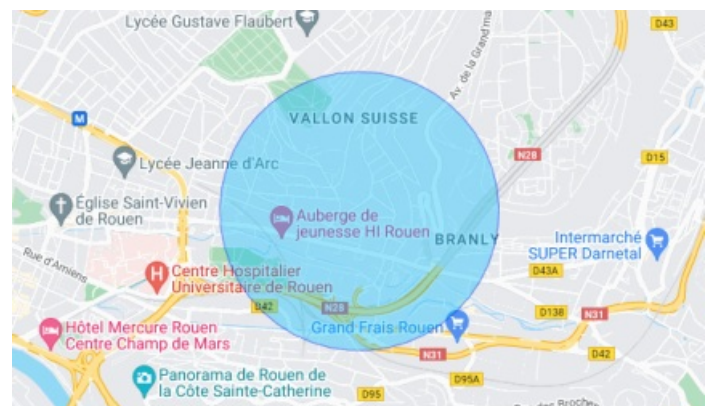 Lycée Gustave Flaubert
D43
Av. de la Grand'ma
VALLON SUISSE
M
N28
D15
Lycée Jeanne d'Arc
Église Saint-Vivien
de Rouen
Auberge de
jeunesse HI Rouen
BRANLY
Intermarché
SUPER Darnetal
Rue d'Amiens
H
Centre Hospitalier
Universitaire de Rouen
D43A
D42
N28
D138
N31
Hôtel Mercure Rouen
Centre Champ de Mars
Grand Frais Rouen
N31
D42
Panorama de Rouen de
la Côte Sainte-Catherine
D95A
D95
des Broche